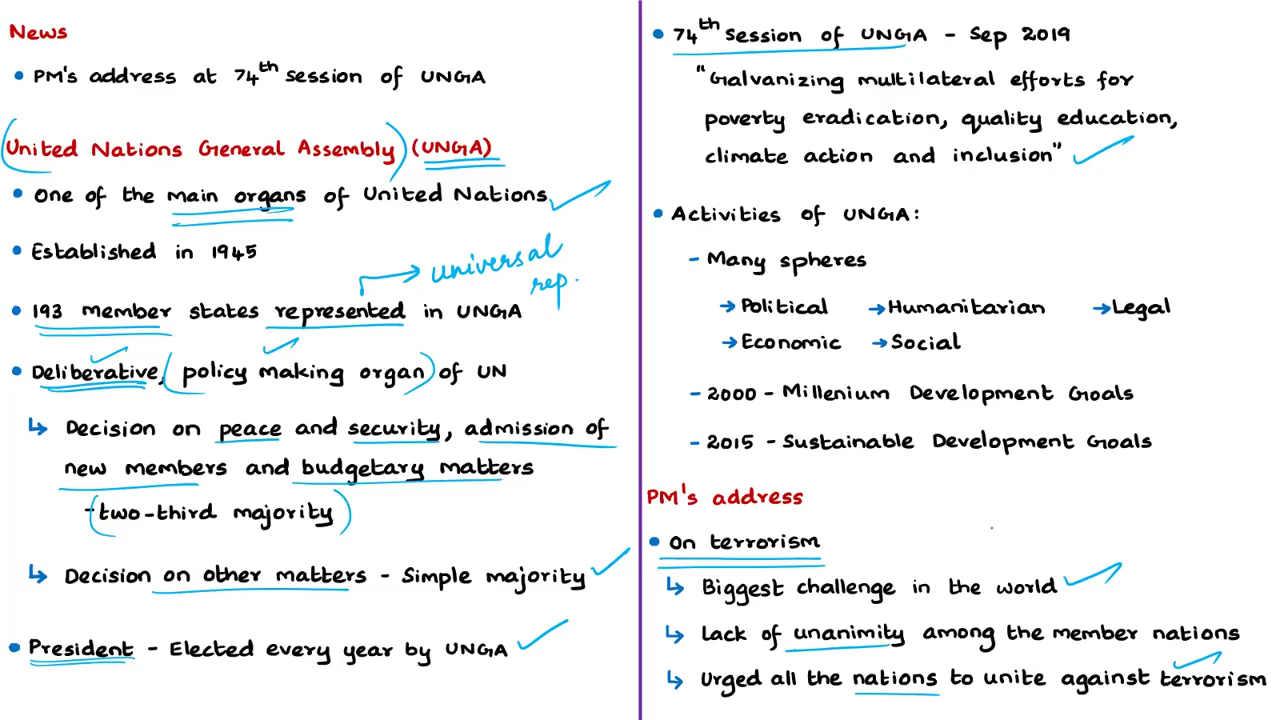 News
• PM's address at 74th session of UNGA
United Nations General Assembly (UNGA)
• One of the main organs of United Nations
• Established in 1945
universal
rep.
• 193 member states represented in UNGA
• Deliberative, policy making organ of UN
↳ Decision on peace and security, admission of
new members and budgetary matters
- two-third majority
↳ Decision on other matters - Simple majority
• President - Elected every year by UNGA
• 74th Session of UNGA - Sep 2019
"Galvanizing multilateral efforts for
poverty eradication, quality education,
climate action and inclusion"
• Activities of UNGA:
- Many spheres
→ Political → Humanitarian → Legal
→ Economic → Social
- 2000 - Millenium Development Goals
- 2015 - Sustainable Development Goals
PM's address
• On terrorism
↳ Biggest challenge in the world
↳ Lack of unanimity among the member nations
↳ Urged all the nations to unite against terrorism